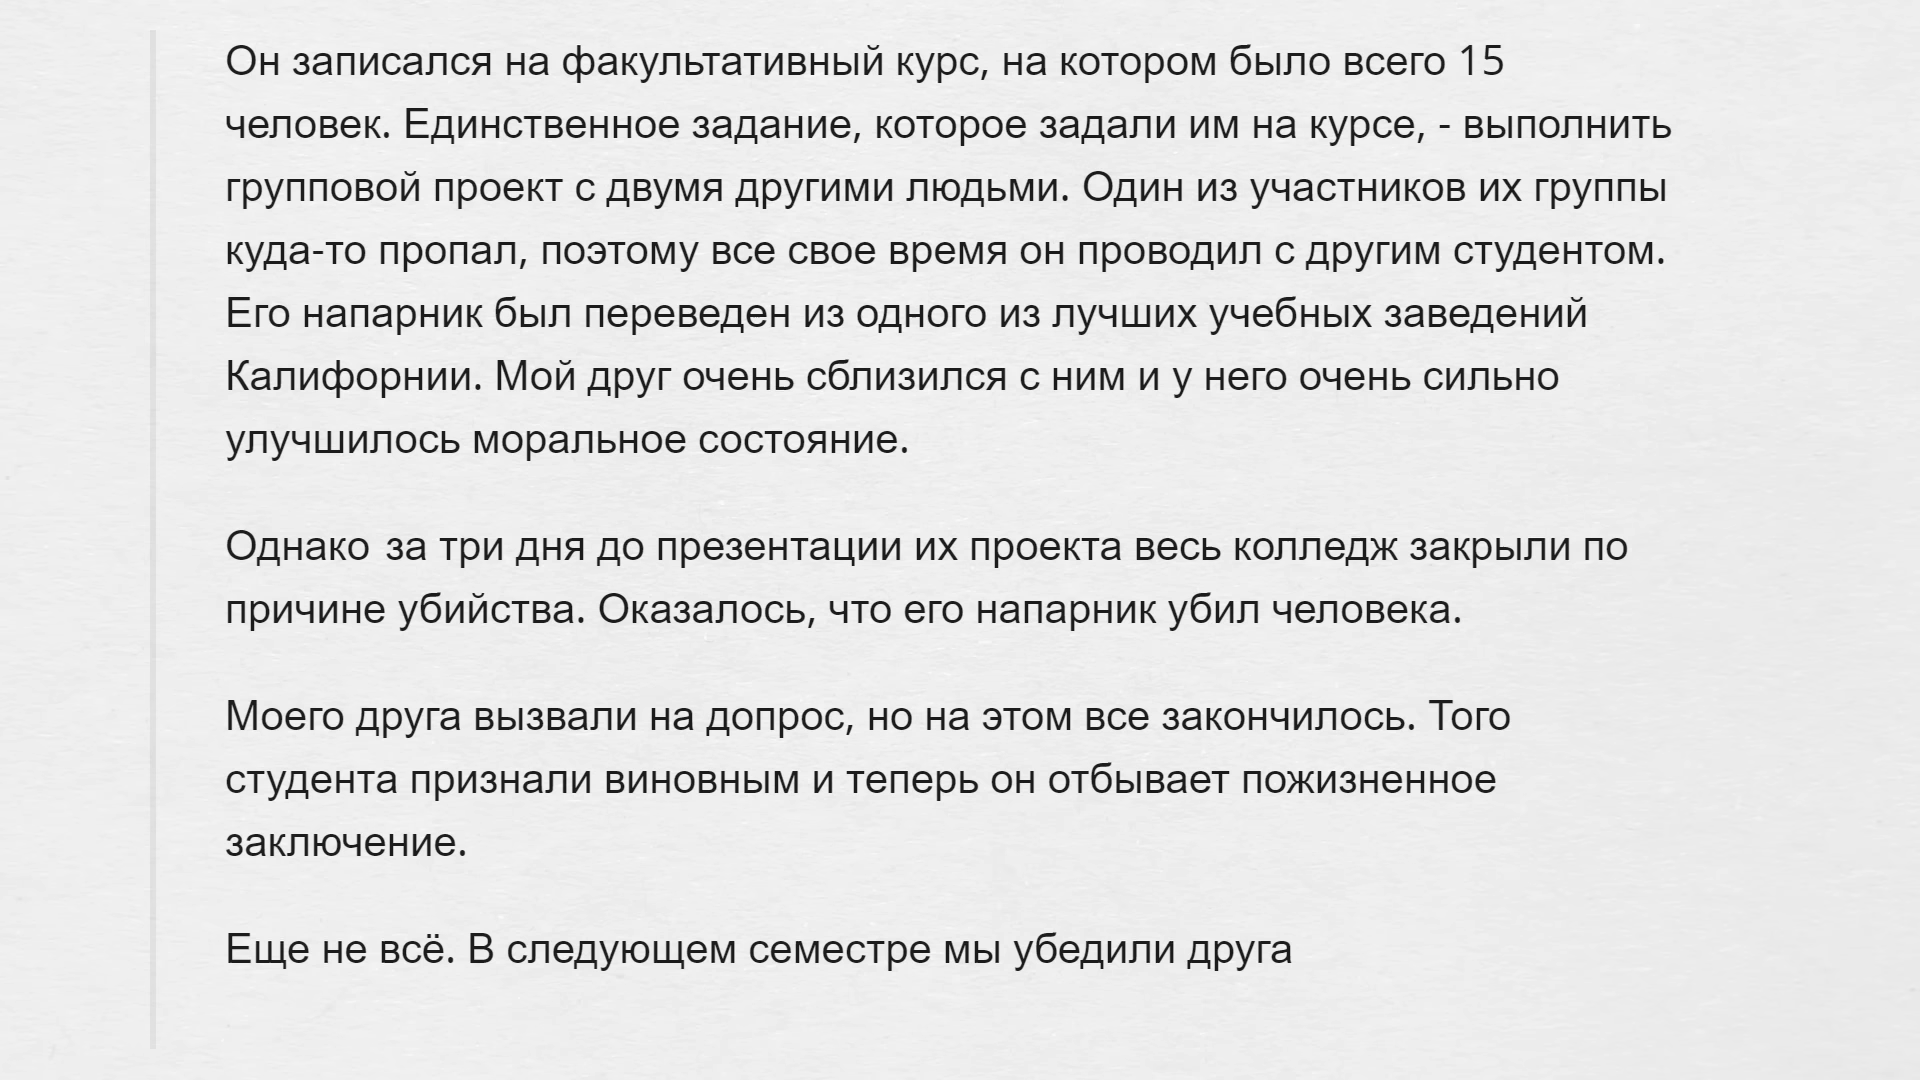 Он записался на факультативный курс, на котором было всего 15
человек. Единственное задание, которое задали им на курсе, - выполнить
групповой проект с двумя другими людьми. Один из участников их группы
куда-то пропал, поэтому все свое время он проводил с другим студентом.
Его напарник был переведен из одного из лучших учебных заведений
Калифорнии. Мой друг очень сблизился с ним и у него очень сильно
улучшилось моральное состояние.
Однако за три дня до презентации их проекта весь колледж закрыли по
причине убийства. Оказалось, что его напарник убил человека.
Моего друга вызвали на допрос, но на этом все закончилось. Того
студента признали виновным и теперь он отбывает пожизненное
заключение.
Еще не всё. В следующем семестре мы убедили друга